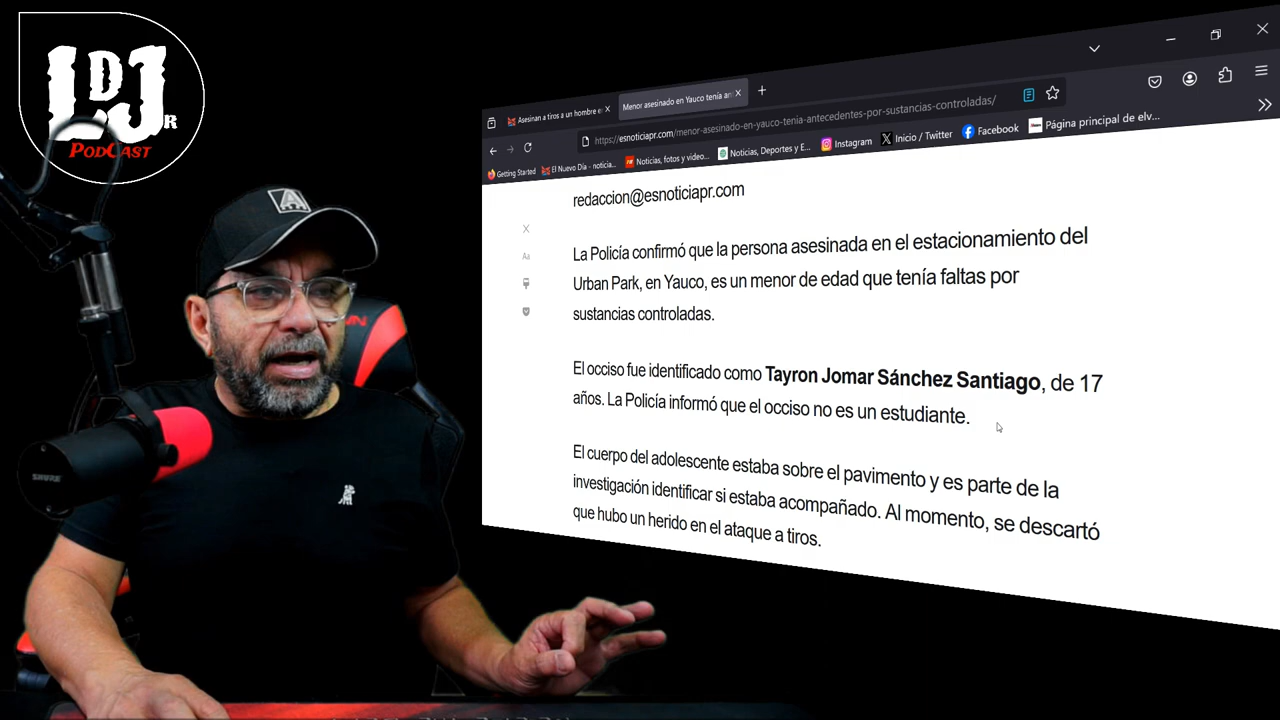 LDJR
PODCAST
SHURE
Asesinan a tiros a un hombre e
Menor asesinado en Yauco tenía an
https://esnoticiapr.com/menor-asesinado-en-yauco-tenia-antecedentes-por-sustancias-controladas/
Getting Started
El Nuevo Día - noticia...
Noticias, fotos y video...
Noticias, Deportes y E...
Instagram
Inicio / Twitter
Facebook
Página principal de elv...
redaccion@esnoticiapr.com
Aa
La Policía confirmó que la persona asesinada en el estacionamiento del
Urban Park, en Yauco, es un menor de edad que tenía faltas por
sustancias controladas.
El occiso fue identificado como Tayron Jomar Sánchez Santiago, de 17
años. La Policía informó que el occiso no es un estudiante.
El cuerpo del adolescente estaba sobre el pavimento y es parte de la
investigación identificar si estaba acompañado. Al momento, se descartó
que hubo un herido en el ataque a tiros.